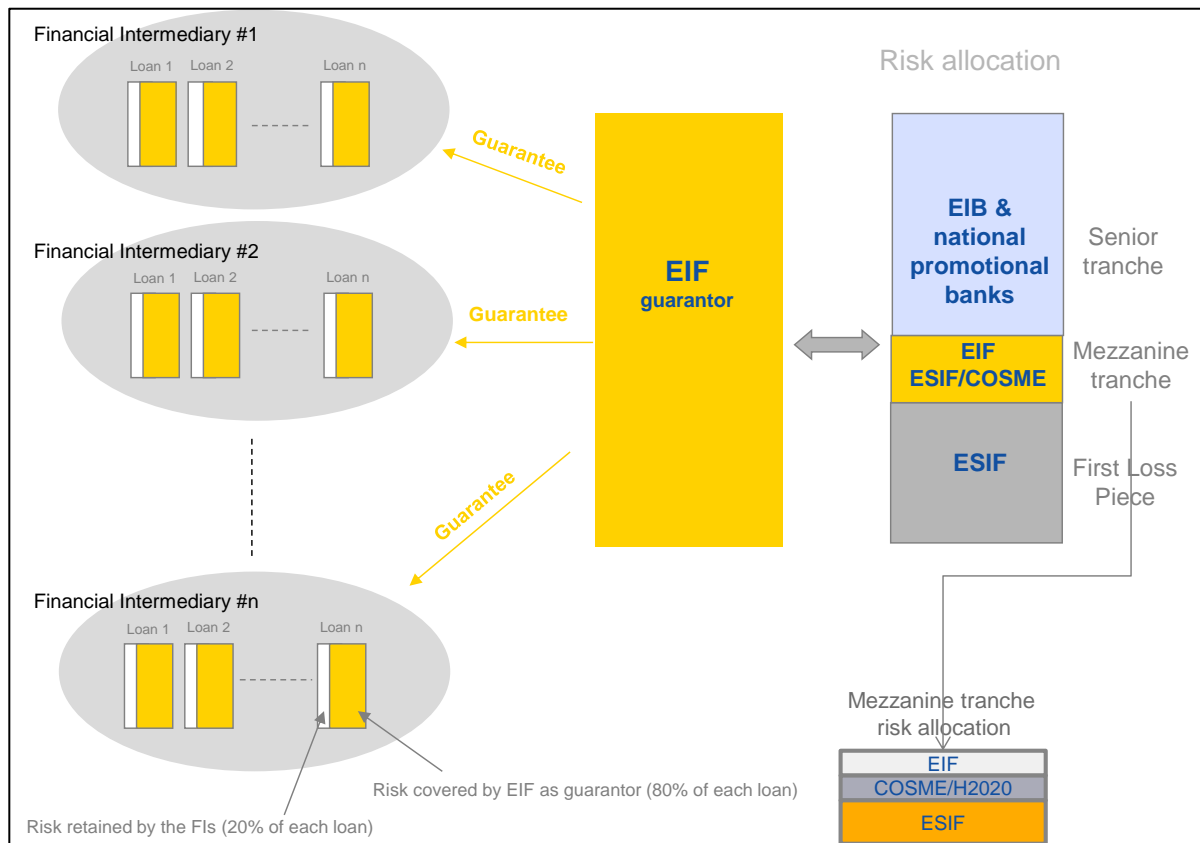 Financial Intermediary #1
Loan 1 Loan 2 Loan n
Guarantee
Financial Intermediary #2
Loan 1 Loan 2 Loan n
Guarantee
Financial Intermediary #n
Loan 1 Loan 2 Loan n
Guarantee
Risk covered by EIF as guarantor (80% of each loan)
Risk retained by the FIs (20% of each loan)
EIF
guarantor
Risk allocation
EIB &
national
promotional
banks
Senior
tranche
EIF
ESIF/COSME
Mezzanine
tranche
ESIF
First Loss
Piece
Mezzanine tranche
risk allocation
EIF
COSME/H2020
ESIF